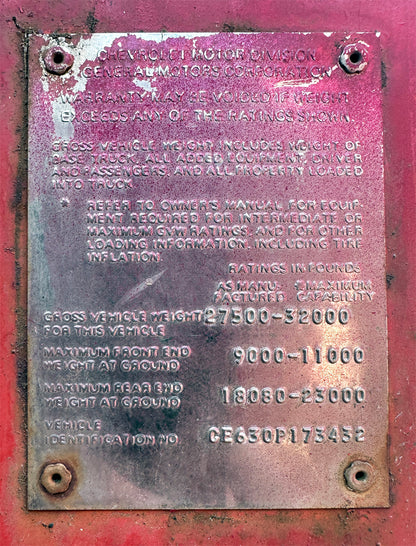 CHEVROLET MOTOR DIVISION
GENERAL MOTORS CORPORATION
WARRANTY MAY BE VOIDED IF WEIGHT
EXCEEDS ANY OF THE RATINGS SHOWN.
GROSS VEHICLE WEIGHT INCLUDES WEIGHT OF
BASE TRUCK, ALL ADDED EQUIPMENT, DRIVER
AND PASSENGERS, AND ALL PROPERTY LOADED
INTO TRUCK
* REFER TO OWNER'S MANUAL FOR EQUIP-
MENT REQUIRED FOR INTERMEDIATE OR
MAXIMUM GVW RATINGS; AND FOR OTHER
LOADING INFORMATION, INCLUDING TIRE
INFLATION.
RATINGS IN POUNDS
AS MANU- * MAXIMUM
FACTURED CAPABILITY
GROSS VEHICLE WEIGHT 27500-32000
FOR THIS VEHICLE
MAXIMUM FRONT END 9000-11000
WEIGHT AT GROUND
MAXIMUM REAR END 18080-23000
WEIGHT AT GROUND
VEHICLE
IDENTIFICATION NO. CE630P173432